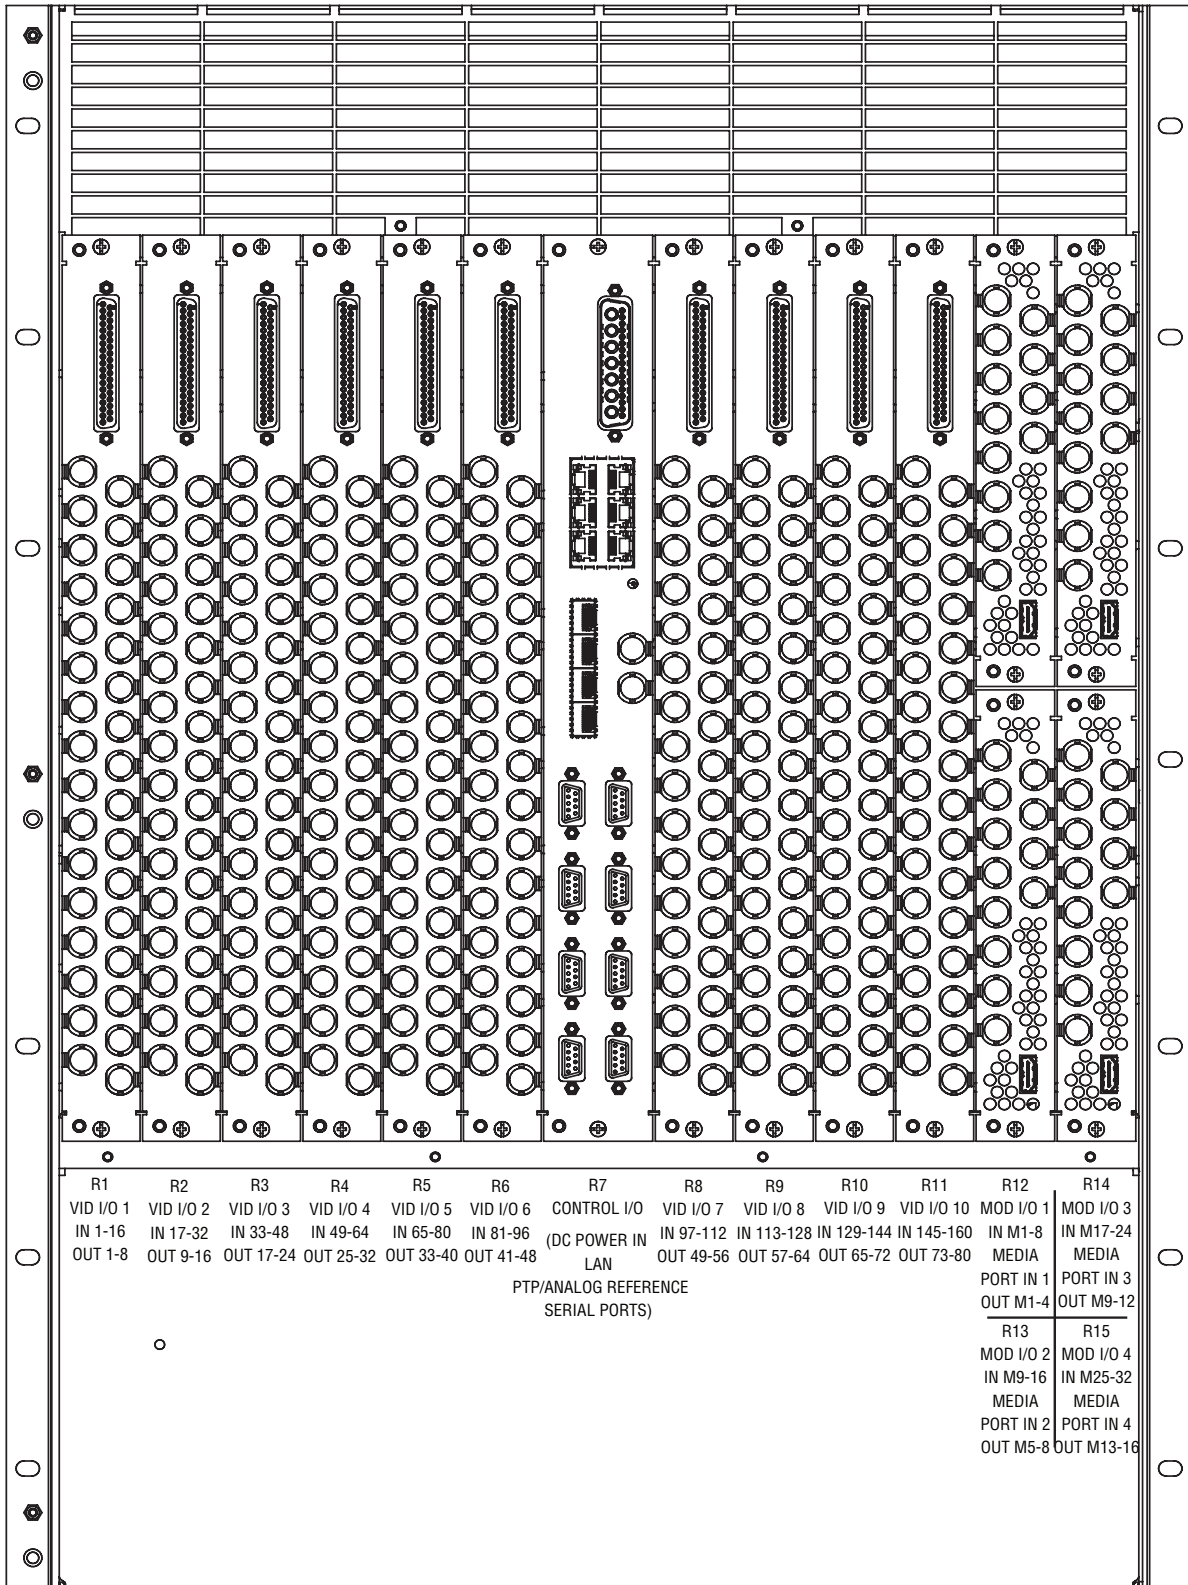 R1
VID I/O 1
IN 1-16
OUT 1-8
R2
VID I/O 2
IN 17-32
OUT 9-16
R3
VID I/O 3
IN 33-48
OUT 17-24
R4
VID I/O 4
IN 49-64
OUT 25-32
R5
VID I/O 5
IN 65-80
OUT 33-40
R6
VID I/O 6
IN 81-96
OUT 41-48
R7
CONTROL I/O
(DC POWER IN
LAN
PTP/ANALOG REFERENCE
SERIAL PORTS)
R8
VID I/O 7
IN 97-112
OUT 49-56
R9
VID I/O 8
IN 113-128
OUT 57-64
R10
VID I/O 9
IN 129-144
OUT 65-72
R11
VID I/O 10
IN 145-160
OUT 73-80
R12
MOD I/O 1
IN M1-8
MEDIA
PORT IN 1
OUT M1-4
R14
MOD I/O 3
IN M17-24
MEDIA
PORT IN 3
OUT M9-12
R13
MOD I/O 2
IN M9-16
MEDIA
PORT IN 2
OUT M5-8
R15
MOD I/O 4
IN M25-32
MEDIA
PORT IN 4
OUT M13-16